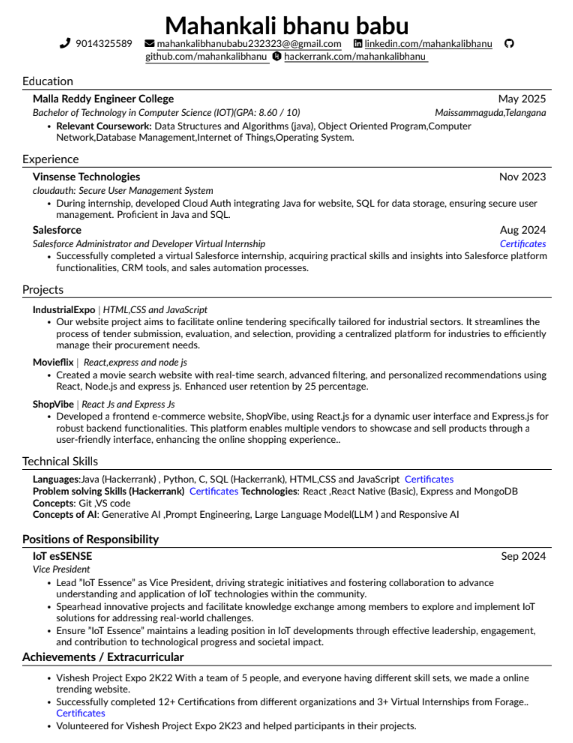 Mahankali bhanu babu
9014325589 mahankalibhanubabu232323@@gmail.com linkedin.com/mahankalibhanu
github.com/mahankalibhanu hackerrank.com/mahankalibhanu
Education
Malla Reddy Engineer College May 2025
Bachelor of Technology in Computer Science (IOT)(GPA: 8.60 / 10) Maissammaguda,Telangana
• Relevant Coursework: Data Structures and Algorithms (java), Object Oriented Program,Computer
Network,Database Management,Internet of Things,Operating System.
Experience
Vinsense Technologies Nov 2023
cloudauth: Secure User Management System
• During internship, developed Cloud Auth integrating Java for website, SQL for data storage, ensuring secure user
management. Proficient in Java and SQL.
Salesforce Aug 2024
Salesforce Administrator and Developer Virtual Internship Certificates
• Successfully completed a virtual Salesforce internship, acquiring practical skills and insights into Salesforce platform
functionalities, CRM tools, and sales automation processes.
Projects
IndustrialExpo | HTML,CSS and JavaScript
• Our website project aims to facilitate online tendering specifically tailored for industrial sectors. It streamlines the
process of tender submission, evaluation, and selection, providing a centralized platform for industries to efficiently
manage their procurement needs.
Movieflix | React,express and node js
• Created a movie search website with real-time search, advanced filtering, and personalized recommendations using
React, Node.js and express js. Enhanced user retention by 25 percentage.
ShopVibe | React Js and Express Js
• Developed a frontend e-commerce website, ShopVibe, using React.js for a dynamic user interface and Express.js for
robust backend functionalities. This platform enables multiple vendors to showcase and sell products through a
user-friendly interface, enhancing the online shopping experience..
Technical Skills
Languages:Java (Hackerrank) , Python, C, SQL (Hackerrank), HTML,CSS and JavaScript Certificates
Problem solving Skills (Hackerrank) Certificates Technologies: React ,React Native (Basic), Express and MongoDB
Concepts: Git ,VS code
Concepts of AI: Generative AI ,Prompt Engineering, Large Language Model(LLM ) and Responsive AI
Positions of Responsibility
IoT esSENSE Sep 2024
Vice President
• Lead "IoT Essence" as Vice President, driving strategic initiatives and fostering collaboration to advance
understanding and application of IoT technologies within the community.
• Spearhead innovative projects and facilitate knowledge exchange among members to explore and implement IoT
solutions for addressing real-world challenges.
• Ensure "IoT Essence" maintains a leading position in IoT developments through effective leadership, engagement,
and contribution to technological progress and societal impact.
Achievements / Extracurricular
• Vishesh Project Expo 2K22 With a team of 5 people, and everyone having different skill sets, we made a online
trending website.
• Successfully completed 12+ Certifications from different organizations and 3+ Virtual Internships from Forage..
Certificates
• Volunteered for Vishesh Project Expo 2K23 and helped participants in their projects.